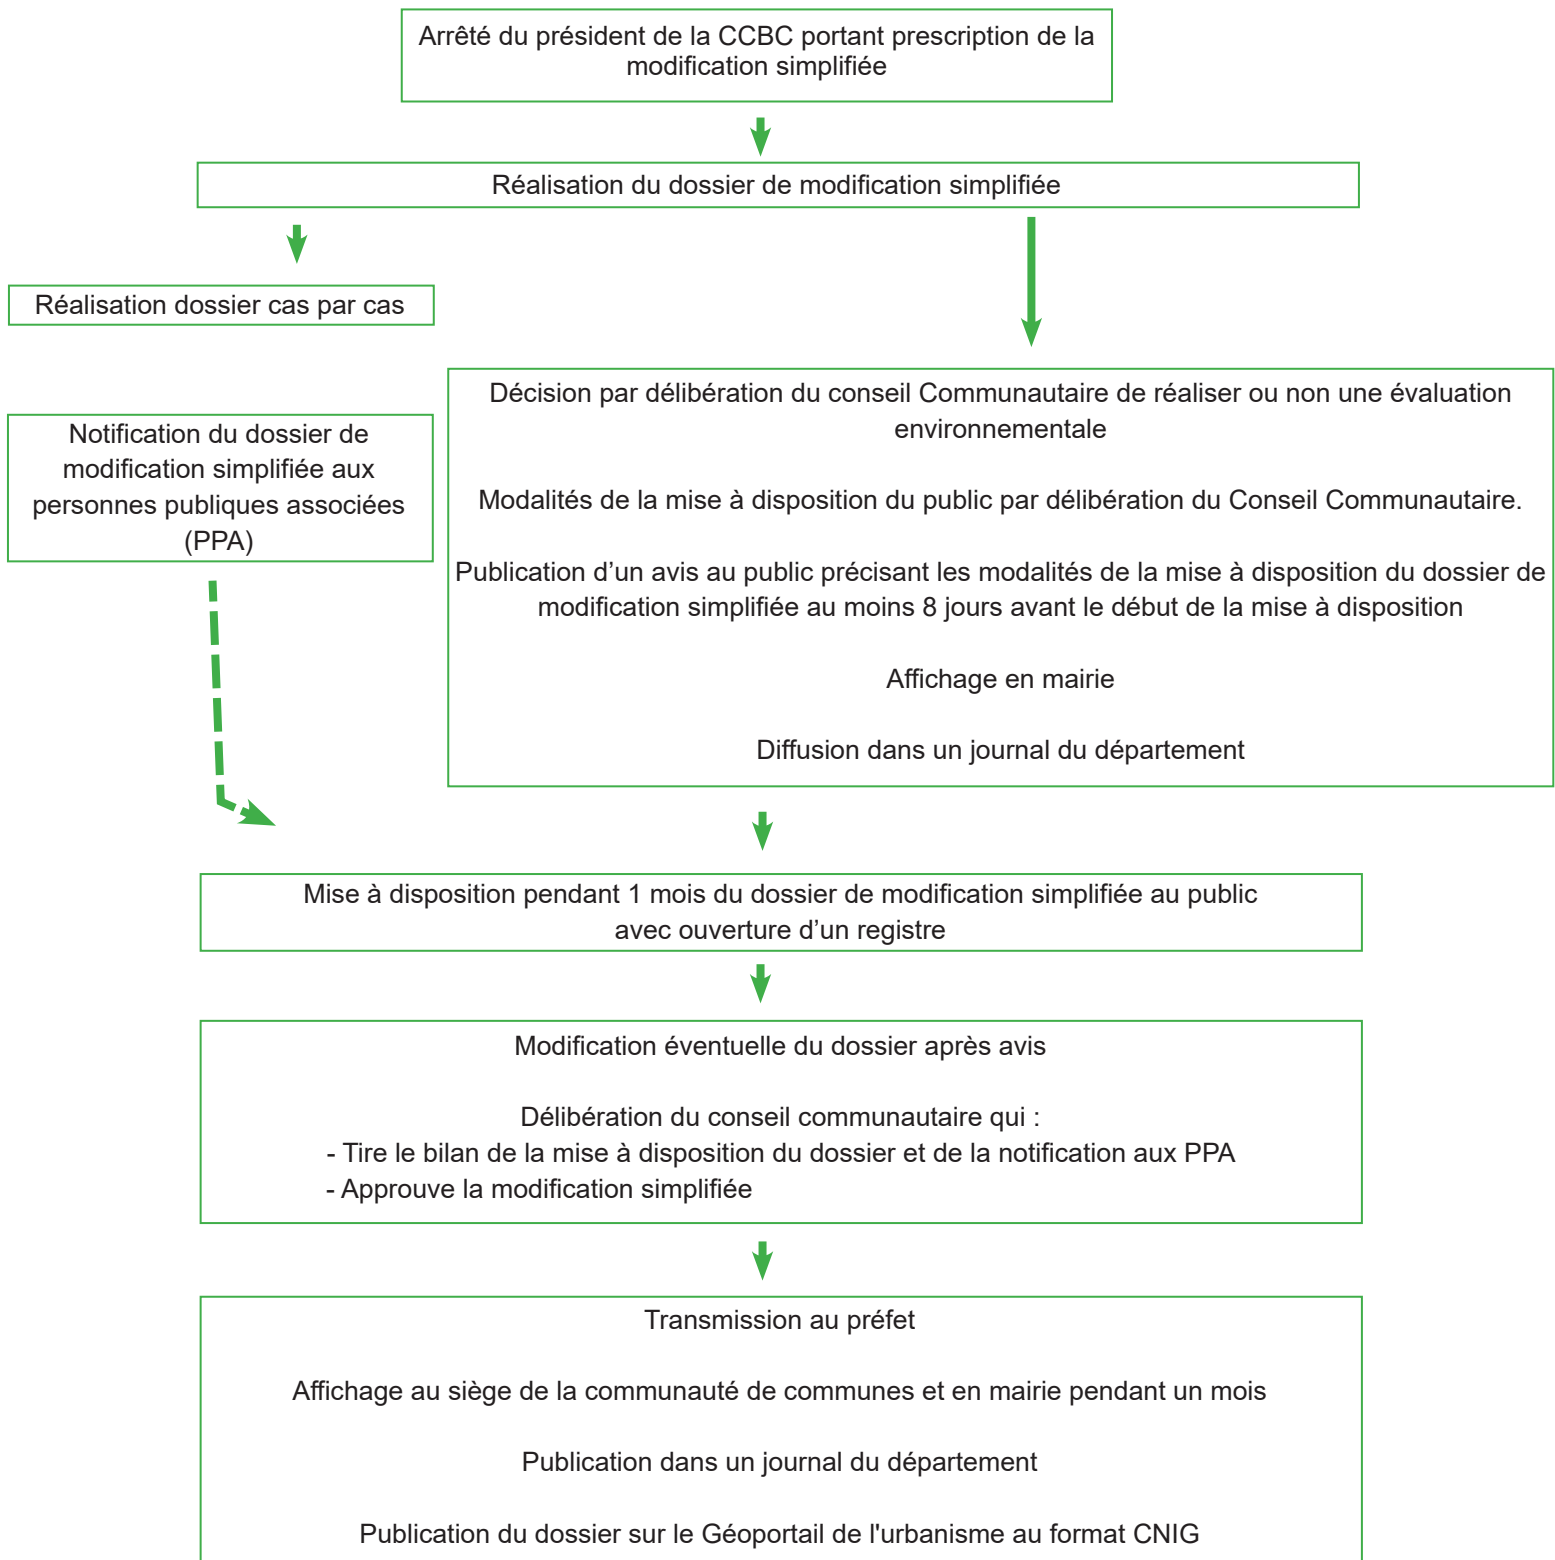 Arrêté du président de la CCBC portant prescription de la
modification simplifiée
Réalisation du dossier de modification simplifiée
Réalisation dossier cas par cas
Notification du dossier de
modification simplifiée aux
personnes publiques associées
(PPA)
Décision par délibération du conseil Communautaire de réaliser ou non une évaluation
environnementale
Modalités de la mise à disposition du public par délibération du Conseil Communautaire.
Publication d’un avis au public précisant les modalités de la mise à disposition du dossier de
modification simplifiée au moins 8 jours avant le début de la mise à disposition
Affichage en mairie
Diffusion dans un journal du département
Mise à disposition pendant 1 mois du dossier de modification simplifiée au public
avec ouverture d’un registre
Modification éventuelle du dossier après avis
Délibération du conseil communautaire qui :
- Tire le bilan de la mise à disposition du dossier et de la notification aux PPA
- Approuve la modification simplifiée
Transmission au préfet
Affichage au siège de la communauté de communes et en mairie pendant un mois
Publication dans un journal du département
Publication du dossier sur le Géoportail de l'urbanisme au format CNIG